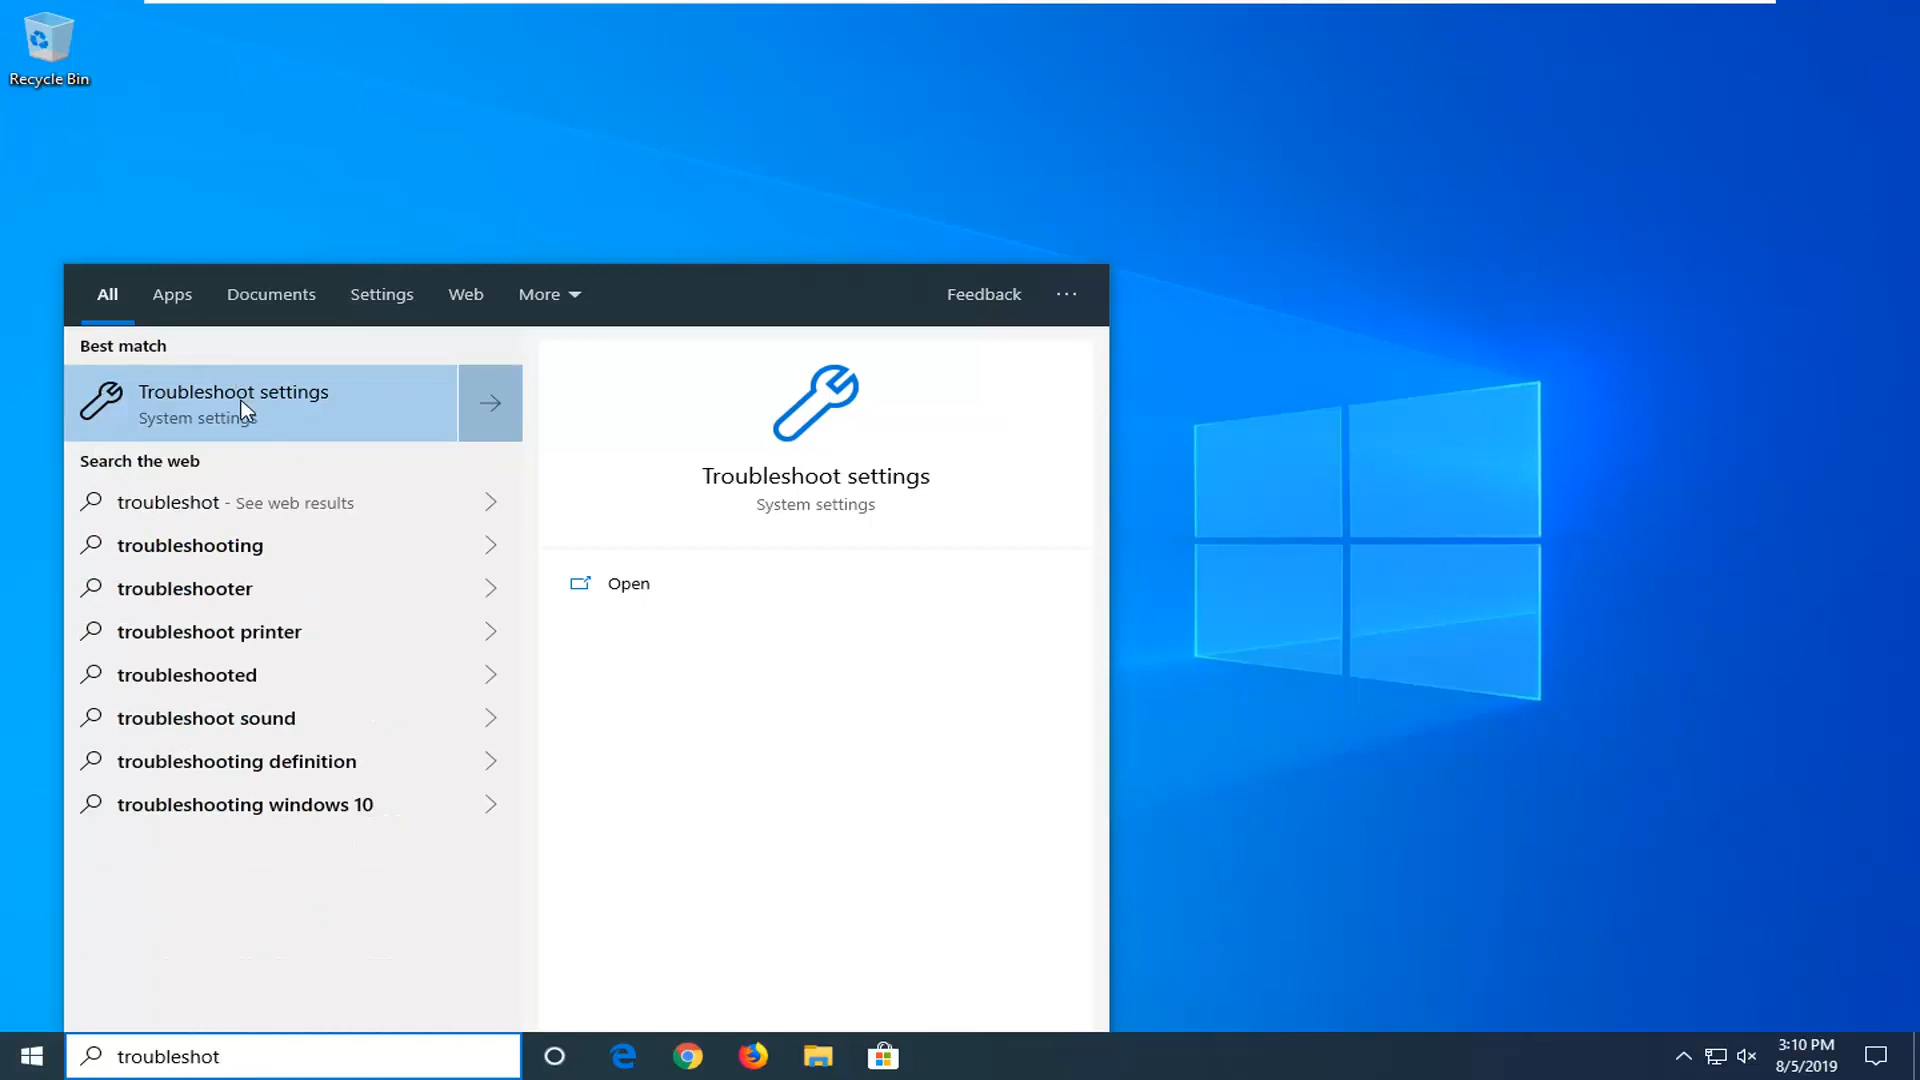 Recycle Bin
All Apps Documents Settings Web More Feedback ...
Best match
Troubleshoot settings
System settings
Search the web
troubleshot - See web results
troubleshooting
troubleshooter
troubleshoot printer
troubleshooted
troubleshoot sound
troubleshooting definition
troubleshooting windows 10
Troubleshoot settings
System settings
Open
troubleshot
3:10 PM
8/5/2019